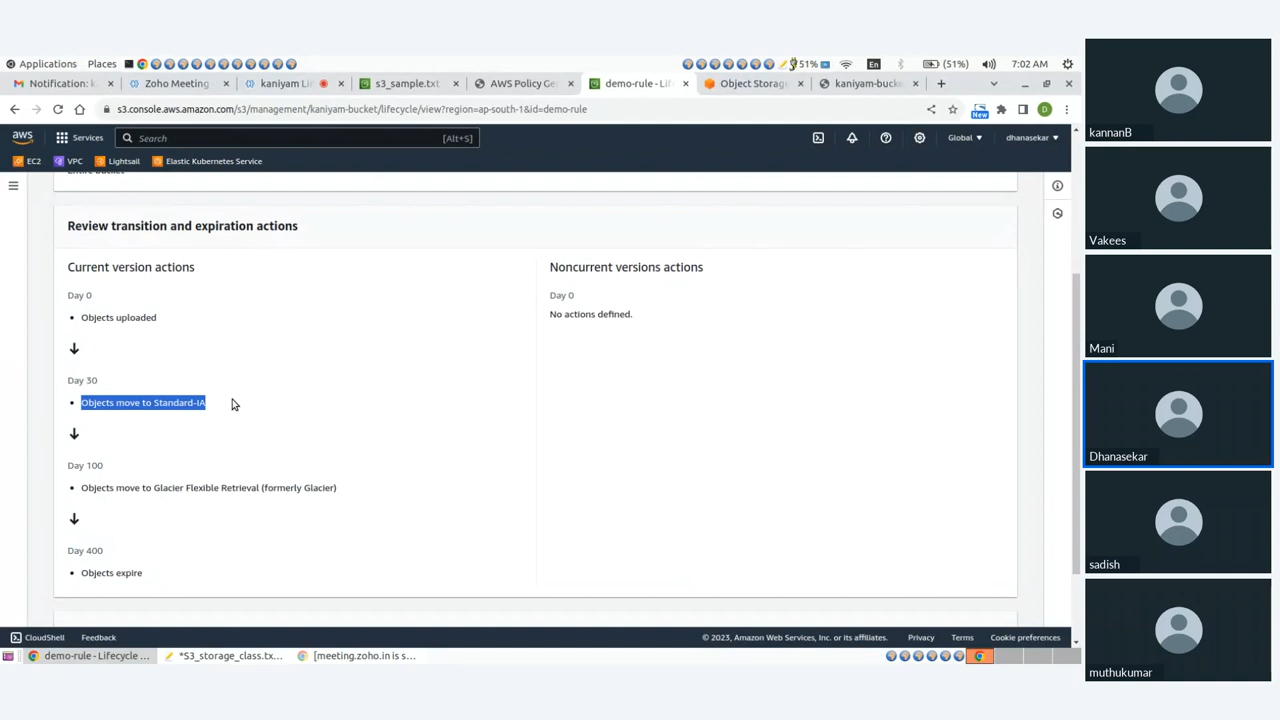 Applications Places 51% En (51%) 7:02 AM
Notification: k Zoho Meeting kaniyam Li s3_sample.txt AWS Policy Ge demo-rule - Lif Object Storag kaniyam-bucke
s3.console.aws.amazon.com/s3/management/kaniyam-bucket/lifecycle/view?region=ap-south-1&id=demo-rule New D
aws Services Search [Alt+S] Global dhanasekar
EC2 VPC Lightsail Elastic Kubernetes Service
Entire bucket
Review transition and expiration actions
Current version actions
Day 0
Objects uploaded
Day 30
Objects move to Standard-IA
Day 100
Objects move to Glacier Flexible Retrieval (formerly Glacier)
Day 400
Objects expire
Noncurrent versions actions
Day 0
No actions defined.
CloudShell Feedback © 2023, Amazon Web Services, Inc. or its affiliates. Privacy Terms Cookie preferences
demo-rule - Lifecycle ... *S3_storage_class.tx... [meeting.zoho.in is s...
kannanB
Vakees
Mani
Dhanasekar
sadish
muthukumar